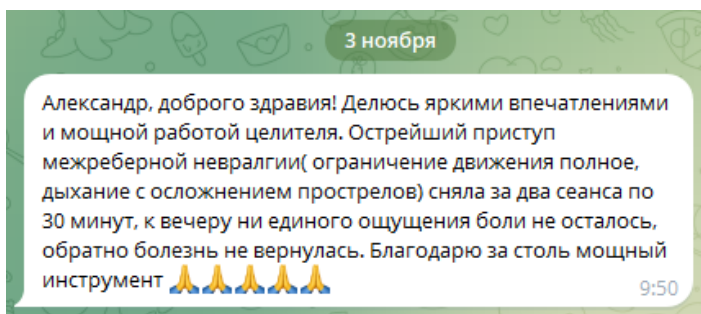 3 ноября
Александр, доброго здравия! Делюсь яркими впечатлениями
и мощной работой целителя. Острейший приступ
межреберной невралгии( ограничение движения полное,
дыхание с осложнением прострелов) сняла за два сеанса по
30 минут, к вечеру ни единого ощущения боли не осталось,
обратно болезнь не вернулась. Благодарю за столь мощный
инструмент 🙏🙏🙏🙏🙏
9:50